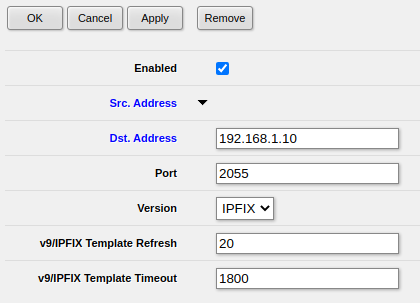 OK Cancel Apply Remove
Enabled
Src. Address
Dst. Address 192.168.1.10
Port 2055
Version IPFIX
v9/IPFIX Template Refresh 20
v9/IPFIX Template Timeout 1800